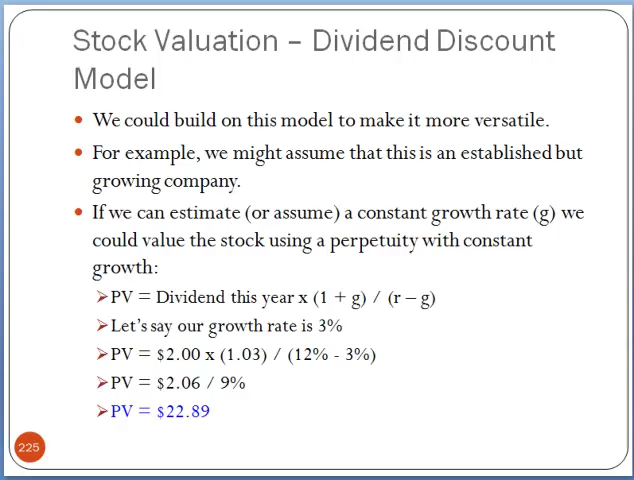 Stock Valuation – Dividend Discount
Model
• We could build on this model to make it more versatile.
• For example, we might assume that this is an established but
growing company.
• If we can estimate (or assume) a constant growth rate (g) we
could value the stock using a perpetuity with constant
growth:
➢PV = Dividend this year x (1 + g) / (r – g)
➢Let’s say our growth rate is 3%
➢PV = $2.00 x (1.03) / (12% - 3%)
➢PV = $2.06 / 9%
➢PV = $22.89
225